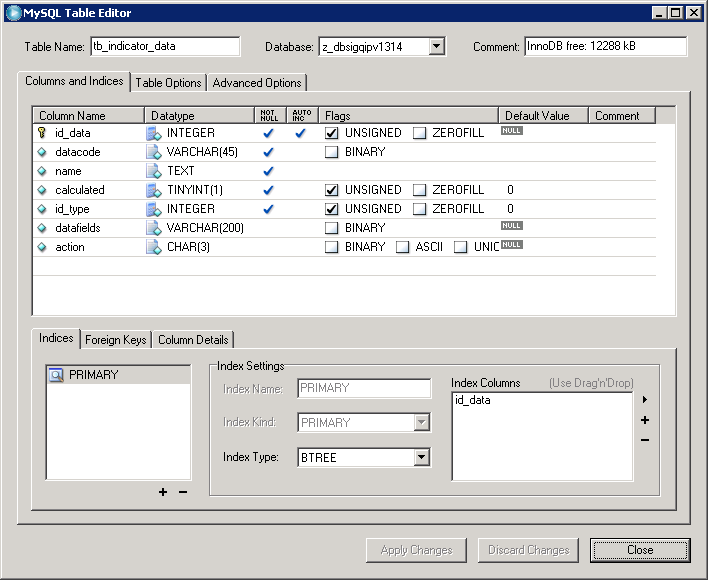 MySQL Table Editor
Table Name: tb_indicator_data Database: z_dbsigqipv1314 Comment: InnoDB free: 12288 kB
Columns and Indices Table Options Advanced Options
Column Name Datatype NOT NULL AUTO INC Flags Default Value Comment
id_data INTEGER UNSIGNED ZEROFILL NULL
datacode VARCHAR(45) BINARY
name TEXT
calculated TINYINT(1) UNSIGNED ZEROFILL 0
id_type INTEGER UNSIGNED ZEROFILL 0
datafields VARCHAR(200) BINARY NULL
action CHAR(3) BINARY ASCII UNIC NULL
Indices Foreign Keys Column Details
PRIMARY
Index Settings
Index Name: PRIMARY
Index Kind: PRIMARY
Index Type: BTREE
Index Columns (Use Drag'n'Drop)
id_data
Apply Changes Discard Changes Close